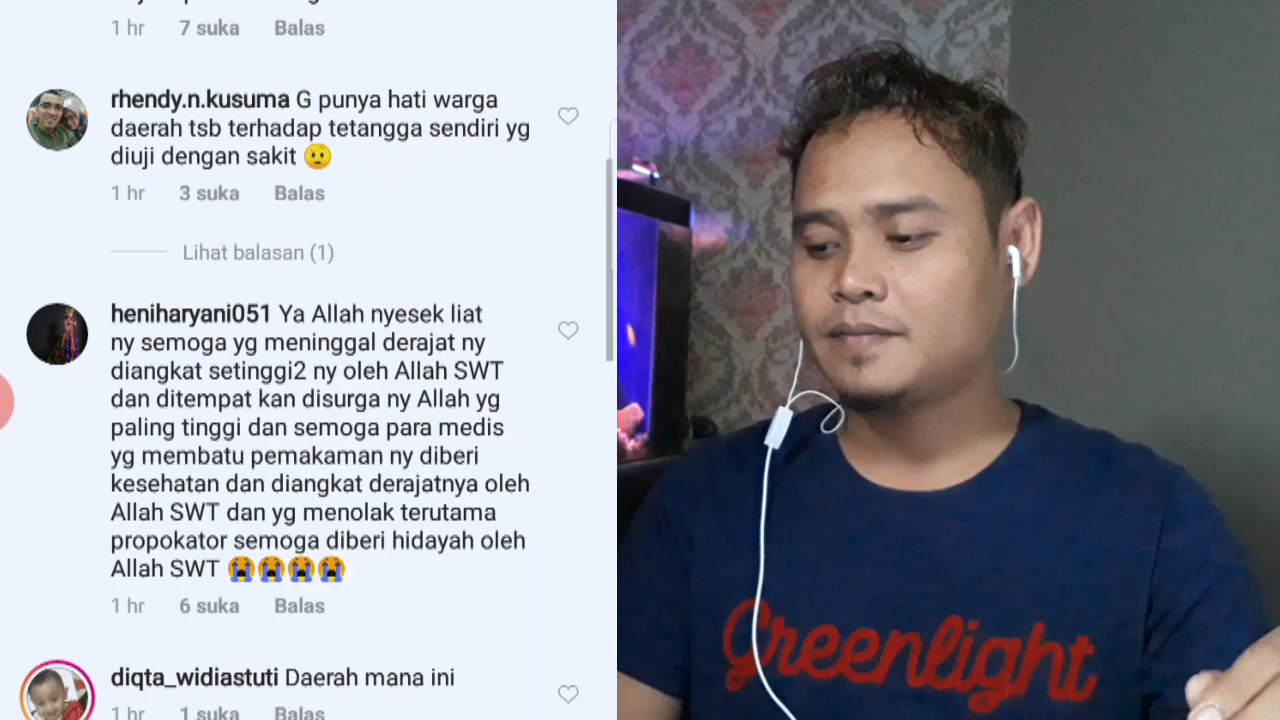 1 hr 7 suka Balas
rhendy.n.kusuma G punya hati warga
daerah tsb terhadap tetangga sendiri yg
diuji dengan sakit
1 hr 3 suka Balas
Lihat balasan (1)
heniharyani051 Ya Allah nyesek liat
ny semoga yg meninggal derajat ny
diangkat setinggi2 ny oleh Allah SWT
dan ditempat kan disurga ny Allah yg
paling tinggi dan semoga para medis
yg membatu pemakaman ny diberi
kesehatan dan diangkat derajatnya oleh
Allah SWT dan yg menolak terutama
propokator semoga diberi hidayah oleh
Allah SWT 😭😭😭😭
1 hr 6 suka Balas
diqta_widiastuti Daerah mana ini
1 hr 1 suka Balas
Greenlight